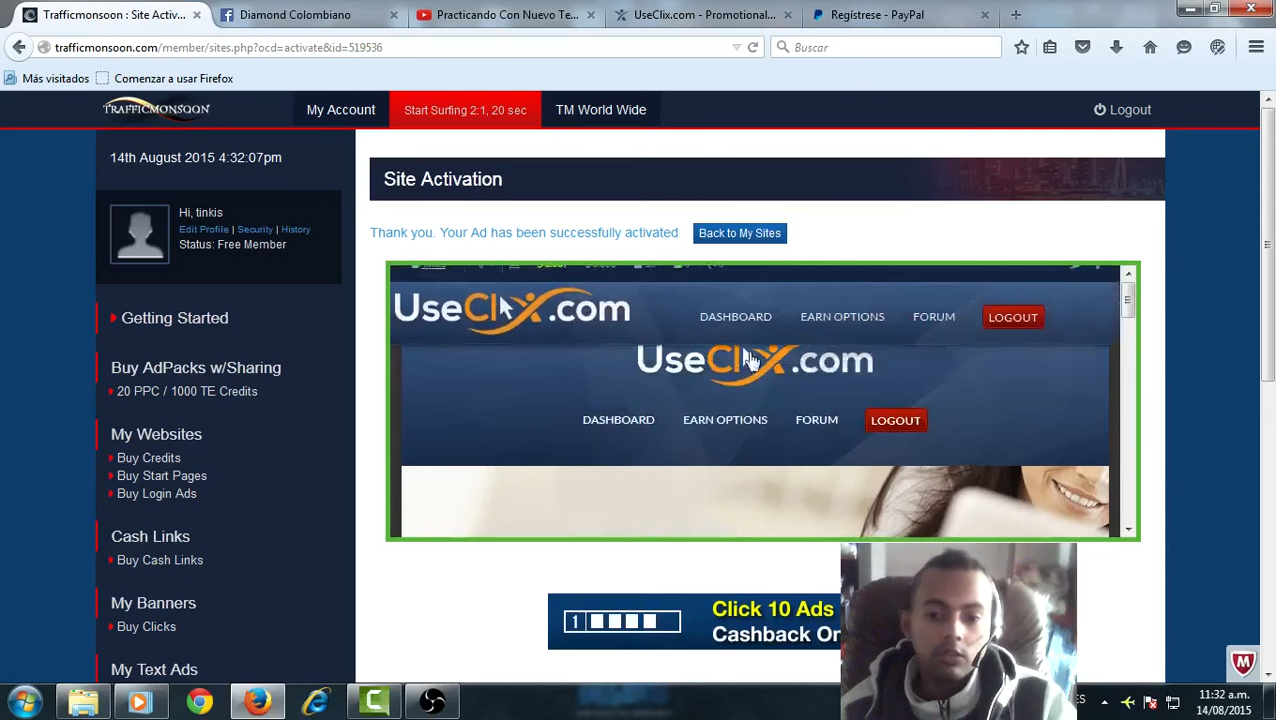 Trafficmonsoon : Site Activ...
Diamond Colombiano
Practicando Con Nuevo Te...
UseClix.com - Promotional...
Regístrese - PayPal
trafficmonsoon.com/member/sites.php?ocd=activate&id=519536
Buscar
Más visitados
Comenzar a usar Firefox
TRAFFICMONSOON
My Account
Start Surfing 2:1, 20 sec
TM World Wide
Logout
14th August 2015 4:32:07pm
Hi, tinkis
Edit Profile | Security | History
Status: Free Member
Getting Started
Buy AdPacks w/Sharing
20 PPC / 1000 TE Credits
My Websites
Buy Credits
Buy Start Pages
Buy Login Ads
Cash Links
Buy Cash Links
My Banners
Buy Clicks
My Text Ads
Site Activation
Thank you. Your Ad has been successfully activated
Back to My Sites
UseClix.com
DASHBOARD
EARN OPTIONS
FORUM
LOGOUT
UseClix.com
DASHBOARD
EARN OPTIONS
FORUM
LOGOUT
1
Click 10 Ads
Cashback On
ES
11:32 a.m.
14/08/2015